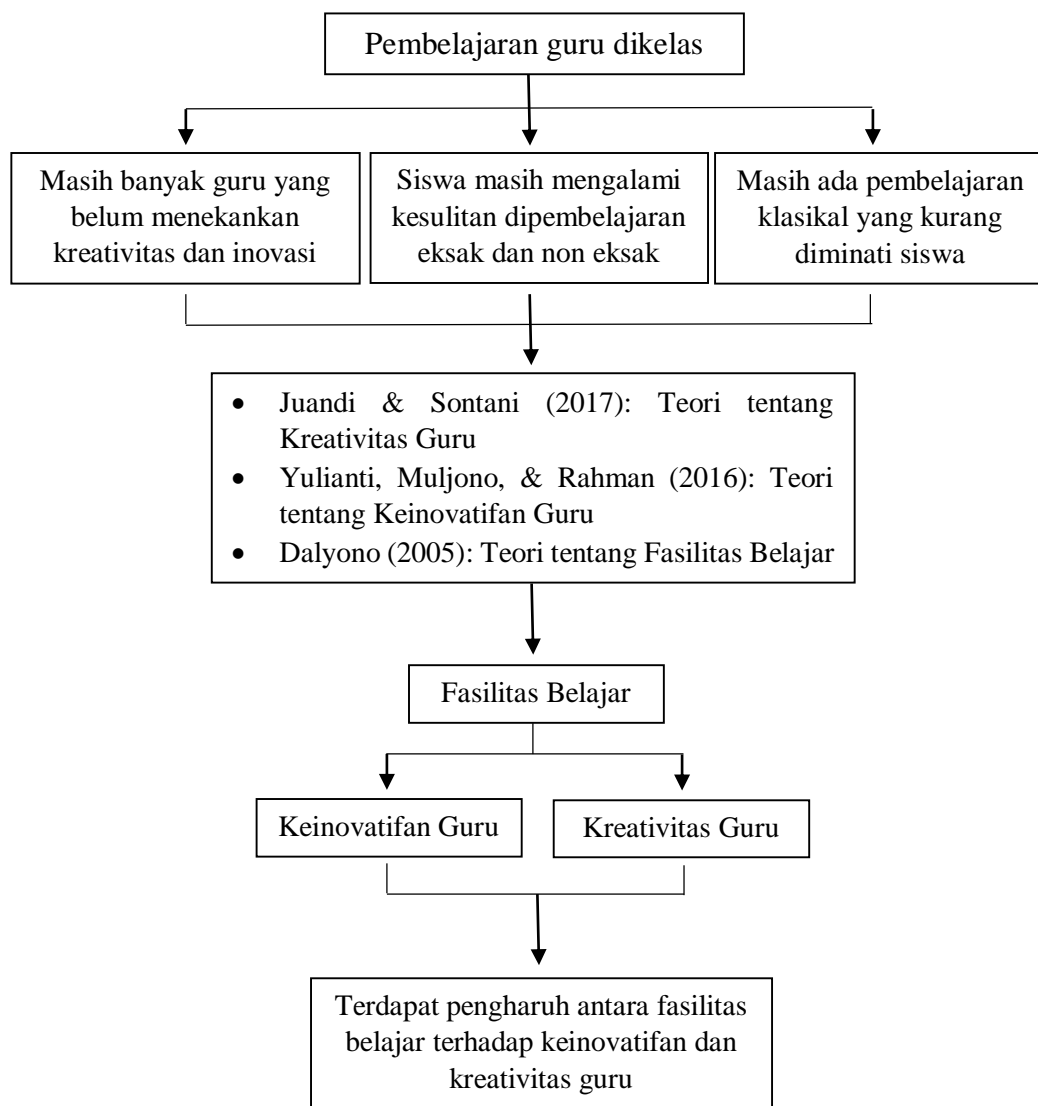 Pembelajaran guru dikelas
Masih banyak guru yang
belum menekankan
kreativitas dan inovasi
Siswa masih mengalami
kesulitan dipembelajaran
eksak dan non eksak
Masih ada pembelajaran
klasikal yang kurang
diminati siswa
• Juandi & Sontani (2017): Teori tentang
Kreativitas Guru
• Yulianti, Muljono, & Rahman (2016): Teori
tentang Keinovatifan Guru
• Dalyono (2005): Teori tentang Fasilitas Belajar
Fasilitas Belajar
Keinovatifan Guru
Kreativitas Guru
Terdapat pengharuh antara fasilitas
belajar terhadap keinovatifan dan
kreativitas guru